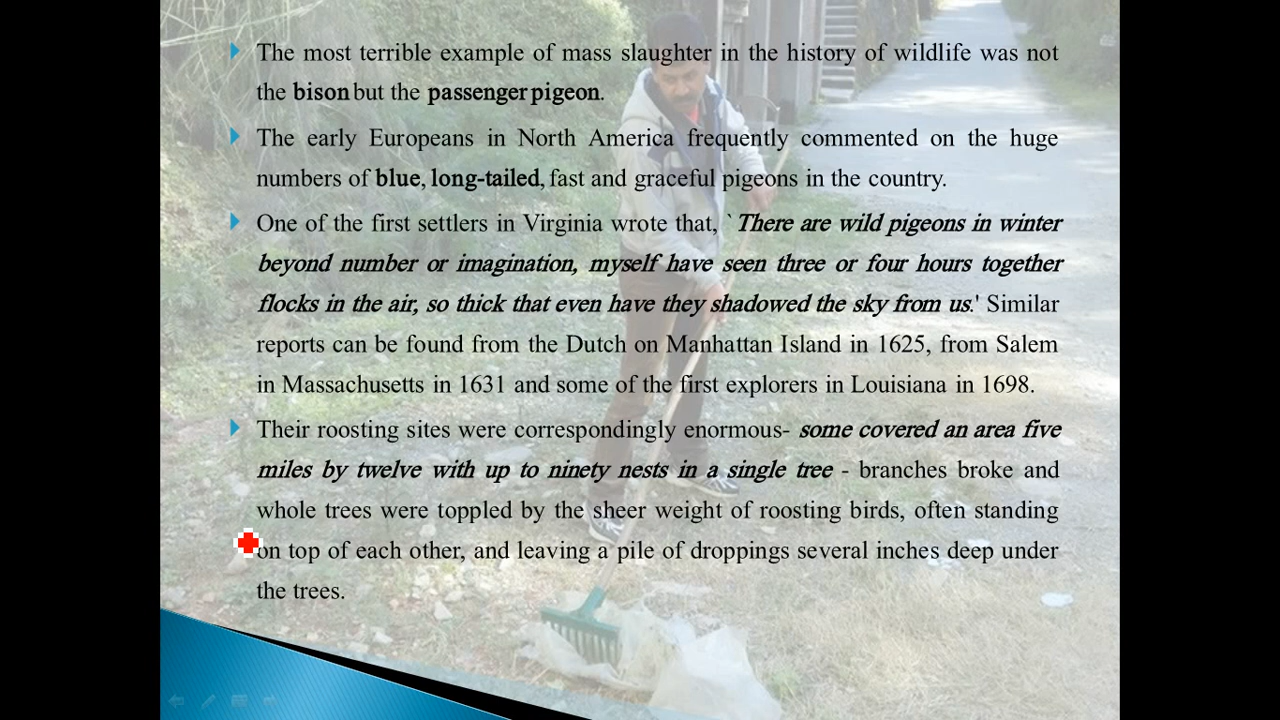 The most terrible example of mass slaughter in the history of wildlife was not
the bison but the passenger pigeon.
The early Europeans in North America frequently commented on the huge
numbers of blue, long-tailed, fast and graceful pigeons in the country.
One of the first settlers in Virginia wrote that, `There are wild pigeons in winter
beyond number or imagination, myself have seen three or four hours together
flocks in the air, so thick that even have they shadowed the sky from us.' Similar
reports can be found from the Dutch on Manhattan Island in 1625, from Salem
in Massachusetts in 1631 and some of the first explorers in Louisiana in 1698.
Their roosting sites were correspondingly enormous- some covered an area five
miles by twelve with up to ninety nests in a single tree - branches broke and
whole trees were toppled by the sheer weight of roosting birds, often standing
on top of each other, and leaving a pile of droppings several inches deep under
the trees.